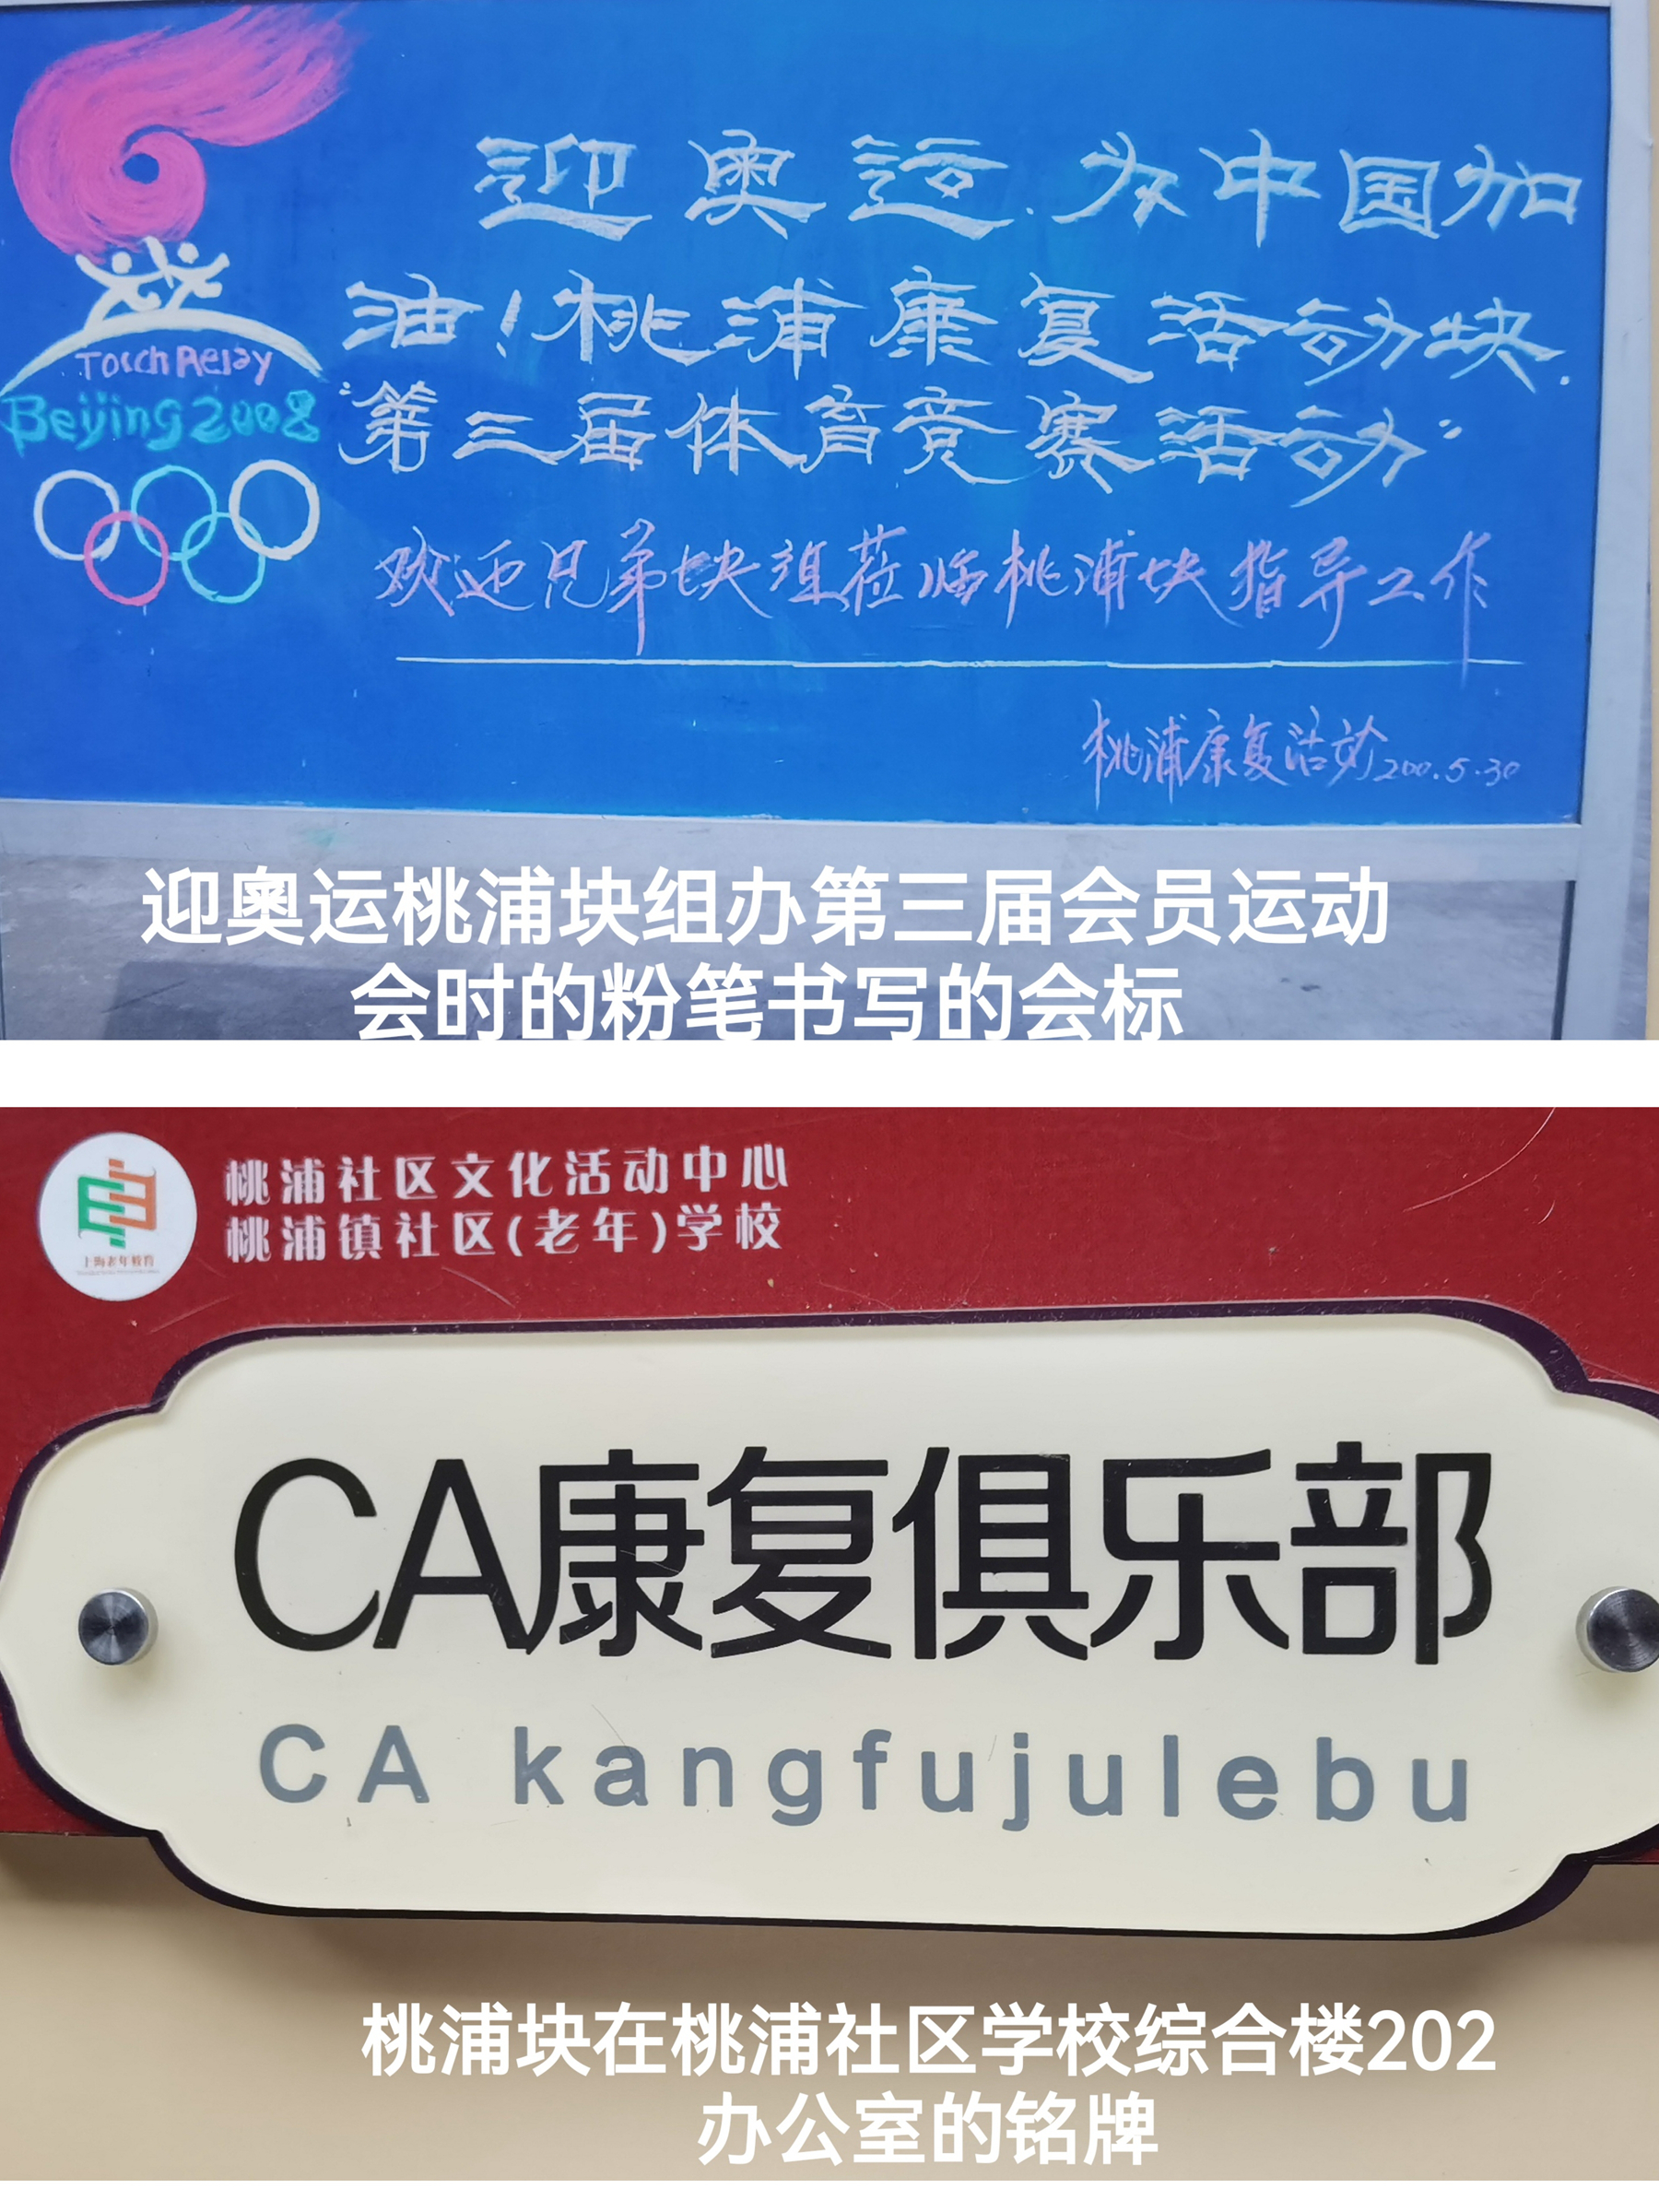 迎奥运.为中国加
油!桃浦康复活动块.
“第三届体育竞赛活动”
Torch Relay
Beijing 2008
欢迎兄弟块组莅临桃浦块指导工作
桃浦康复活动 200.5.30
迎奥运桃浦块组办第三届会员运动
会时的粉笔书写的会标
桃浦社区文化活动中心
桃浦镇社区(老年)学校
上海老年教育
CA康复俱乐部
CA kangfujulebu
桃浦块在桃浦社区学校综合楼202
办公室的铭牌